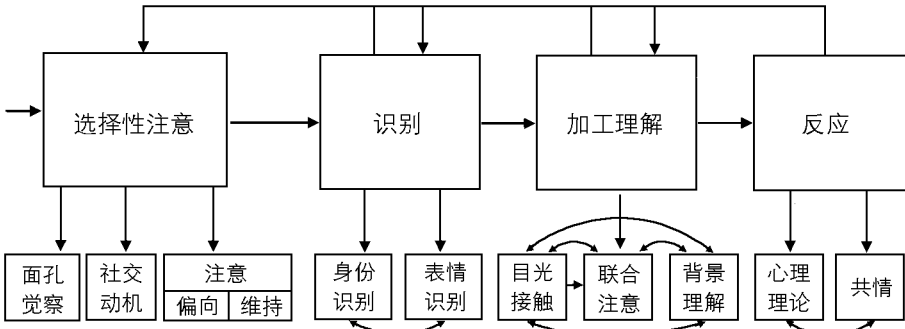 选择性注意
识别
加工理解
反应
面孔
觉察
社交
动机
注意
偏向
维持
身份
识别
表情
识别
目光
接触
联合
注意
背景
理解
心理
理论
共情